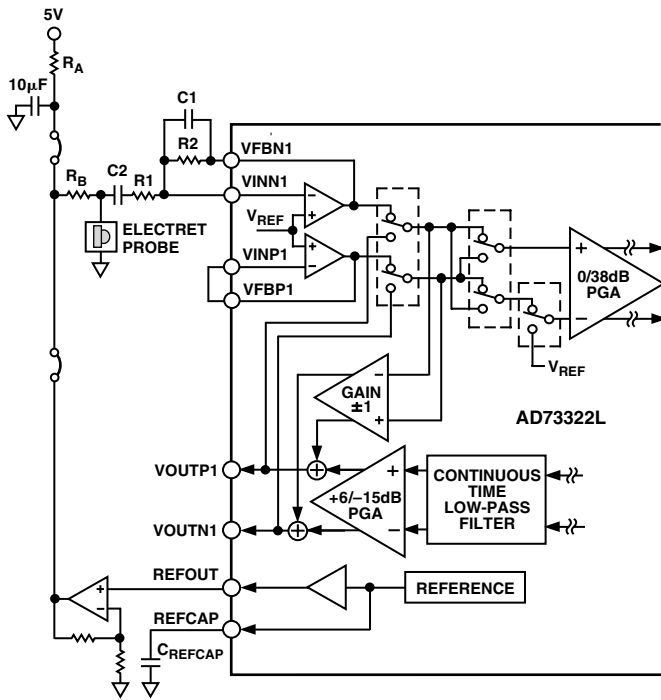 5V
RA
10µF
C1
R2
VFBN1
RB
C2
R1
VINN1
VREF
ELECTRET
PROBE
VINP1
VFBP1
0/38dB
PGA
VREF
GAIN
±1
AD73322L
VOUTP1
+6/–15dB
PGA
CONTINUOUS
TIME
LOW-PASS
FILTER
VOUTN1
REFOUT
REFERENCE
REFCAP
CREFCAP